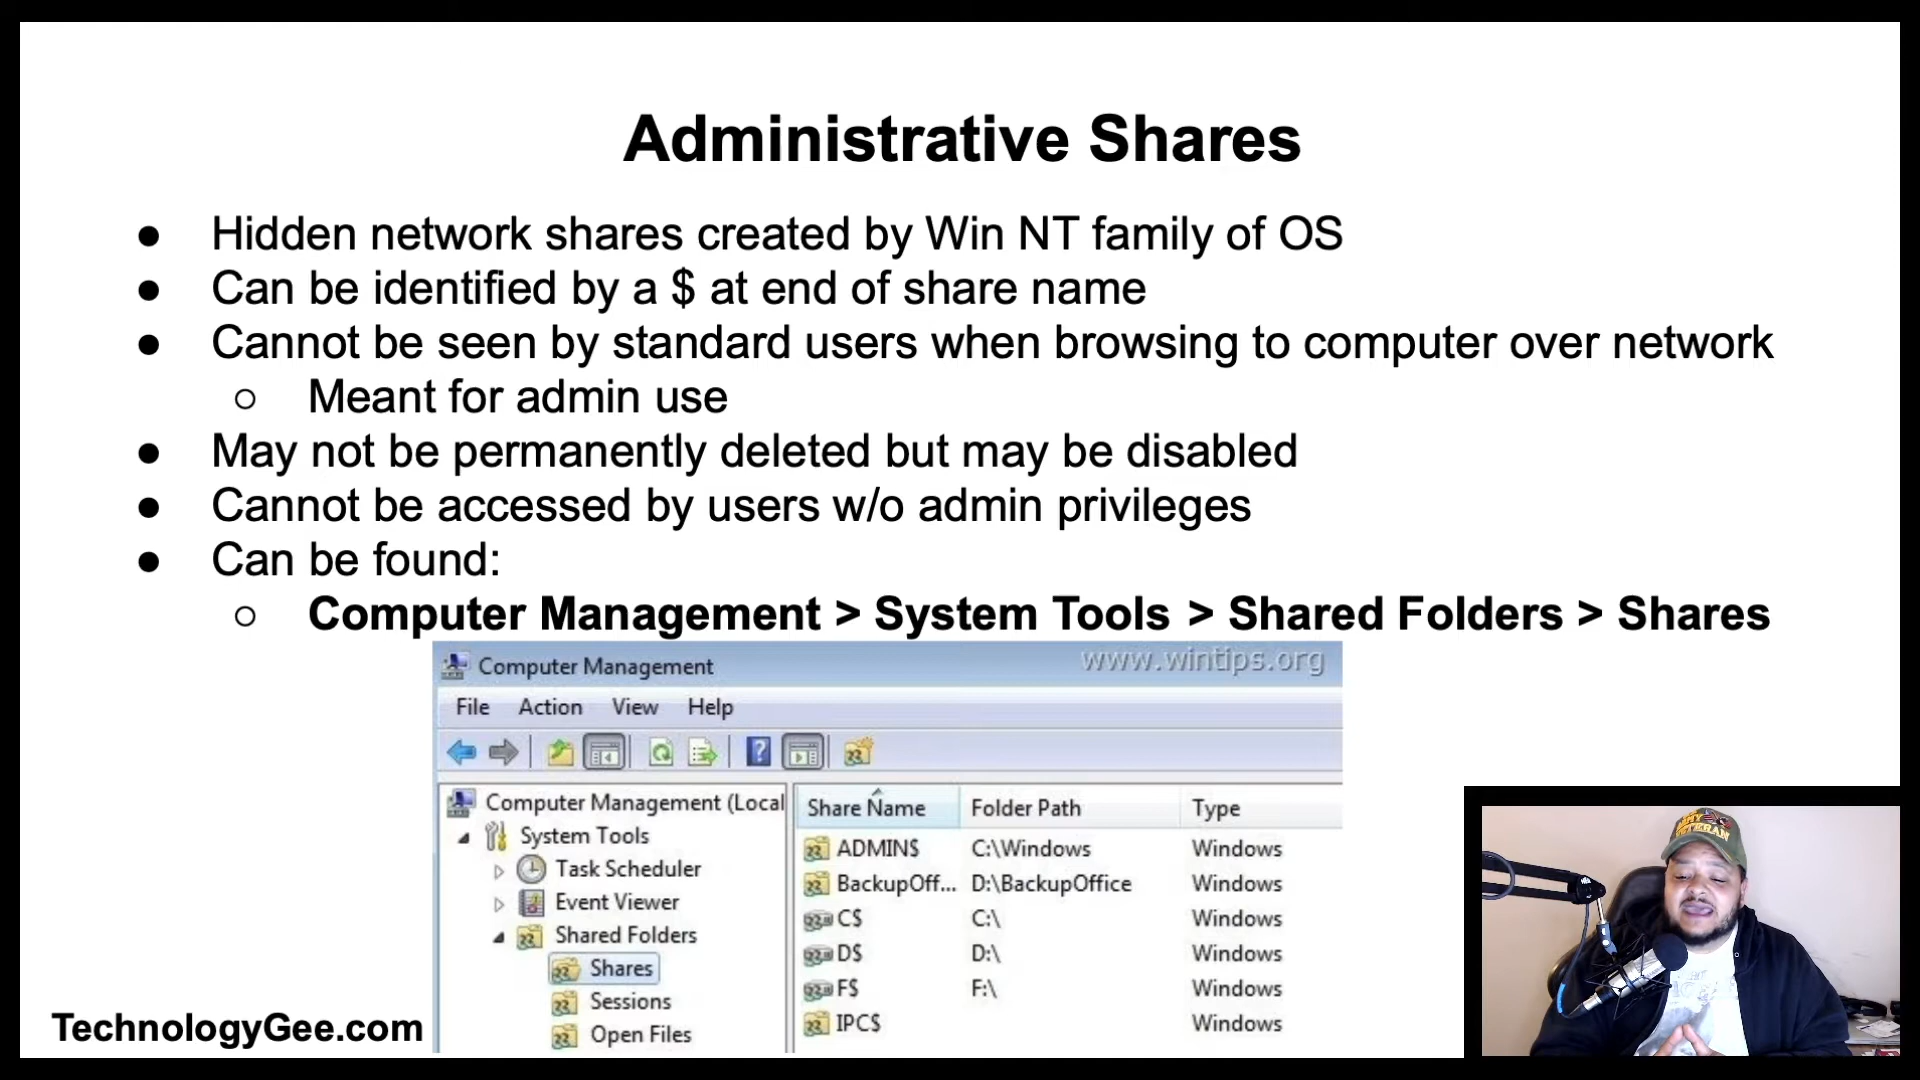 Administrative Shares
● Hidden network shares created by Win NT family of OS
● Can be identified by a $ at end of share name
● Cannot be seen by standard users when browsing to computer over network
○ Meant for admin use
● May not be permanently deleted but may be disabled
● Cannot be accessed by users w/o admin privileges
● Can be found:
○ Computer Management > System Tools > Shared Folders > Shares
Computer Management www.wintips.org
File Action View Help
Computer Management (Local
System Tools
Task Scheduler
Event Viewer
Shared Folders
Shares
Sessions
Open Files
Share Name Folder Path Type
ADMIN$ C:\Windows Windows
BackupOff... D:\BackupOffice Windows
C$ C:\ Windows
D$ D:\ Windows
F$ F:\ Windows
IPC$ Windows
TechnologyGee.com
VETERAN